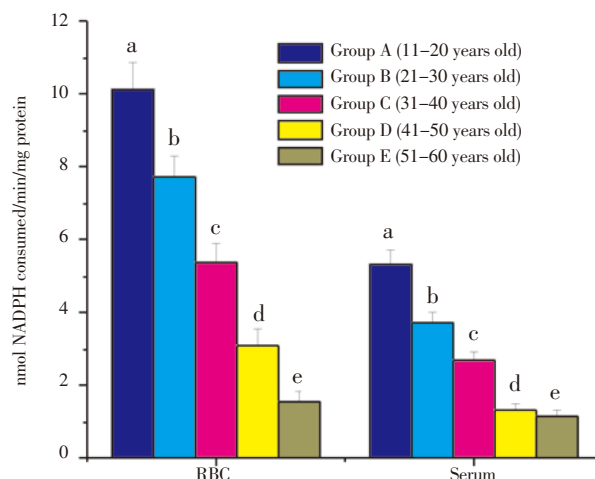 12
10
8
6
4
2
0
nmol NADPH consumed/min/mg protein
Group A (11–20 years old)
Group B (21–30 years old)
Group C (31–40 years old)
Group D (41–50 years old)
Group E (51–60 years old)
a
b
c
d
e
a
b
c
d
e
RBC
Serum